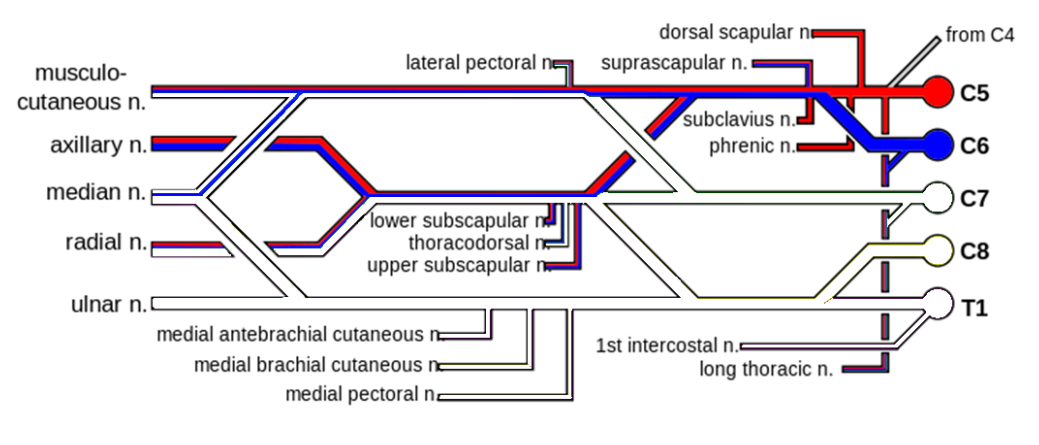 dorsal scapular n.
from C4
lateral pectoral n.
suprascapular n.
musculo-
cutaneous n.
C5
subclavius n.
axillary n.
phrenic n.
C6
median n.
C7
lower subscapular n.
radial n.
thoracodorsal n.
C8
upper subscapular n.
ulnar n.
T1
medial antebrachial cutaneous n.
1st intercostal n.
medial brachial cutaneous n.
long thoracic n.
medial pectoral n.